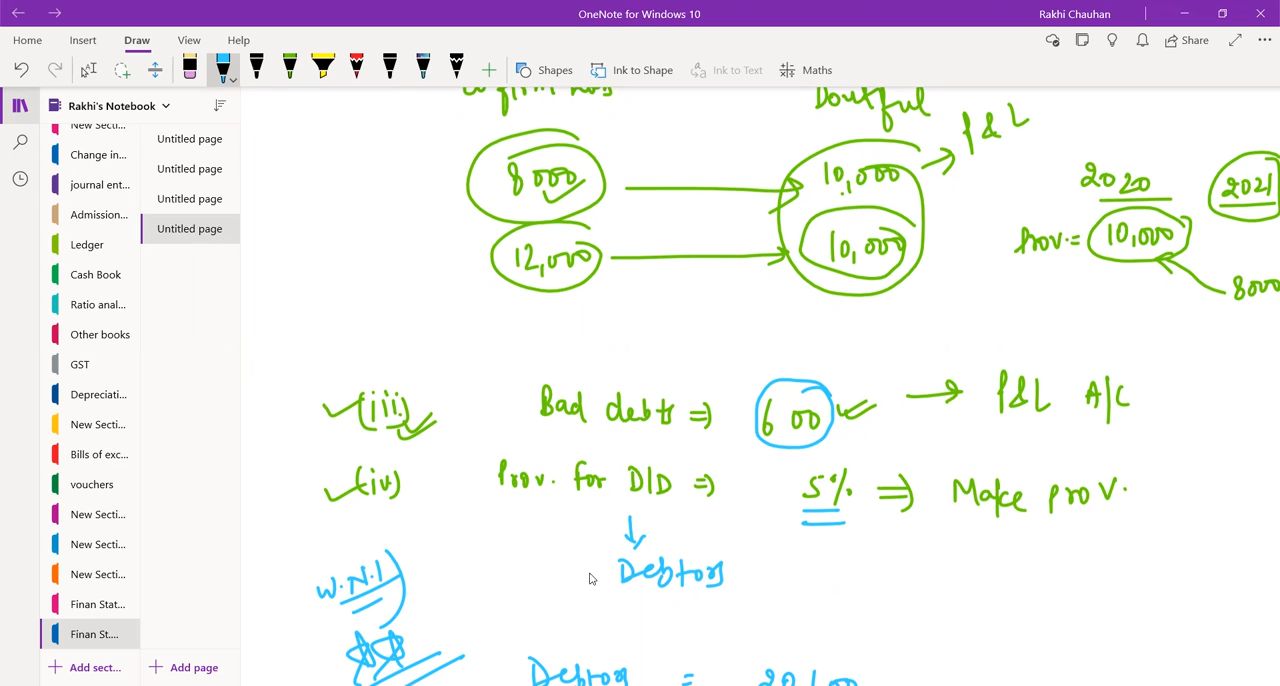 OneNote for Windows 10
Rakhi Chauhan
Home Insert Draw View Help
Share
Shapes Ink to Shape Ink to Text Maths
Rakhi's Notebook
New Secti...
Change in...
journal ent...
Admission...
Ledger
Cash Book
Ratio anal...
Other books
GST
Depreciati...
New Secti...
Bills of exc...
vouchers
New Secti...
New Secti...
New Secti...
Finan Stat...
Finan St....
Add sect...
Untitled page
Untitled page
Untitled page
Untitled page
Add page
Doutful
8000 10,000 P&L
12,000 10,000
2020 2021
Prov. = 10,000
8000
(iii) Bad debts ⇒ 600 → P&L A/C
(iv) Prov. for D/D ⇒ 5% ⇒ Make prov.
↓
Debtors
W.N.1
Debtors =